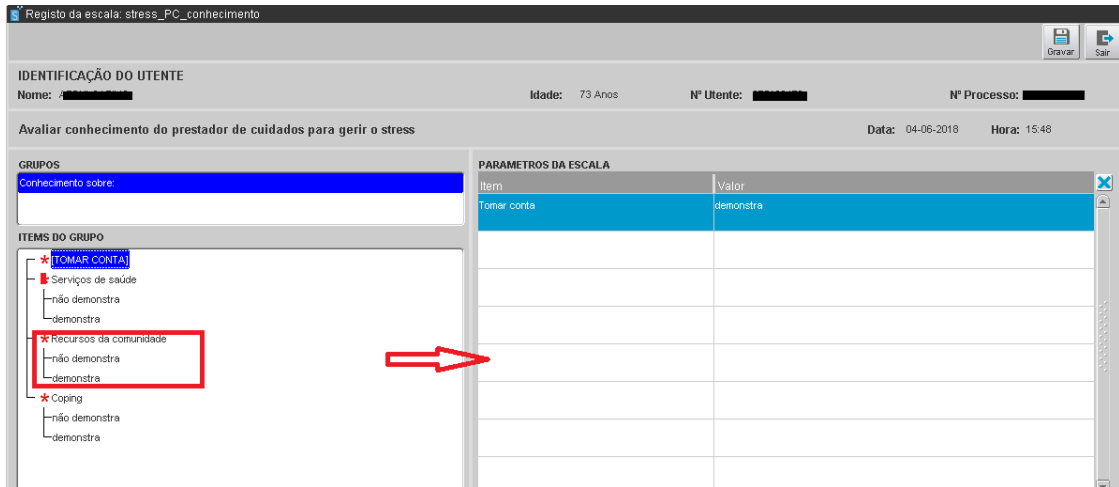 Registo da escala: stress_PC_conhecimento
Gravar
Sair
IDENTIFICAÇÃO DO UTENTE
Nome:
Idade: 73 Anos
Nº Utente:
Nº Processo:
Avaliar conhecimento do prestador de cuidados para gerir o stress
Data: 04-06-2018
Hora: 15:48
GRUPOS
Conhecimento sobre:
ITEMS DO GRUPO
[TOMAR CONTA]
Serviços de saúde
não demonstra
demonstra
Recursos da comunidade
não demonstra
demonstra
Coping
não demonstra
demonstra
PARAMETROS DA ESCALA
Item Valor
Tomar conta demonstra